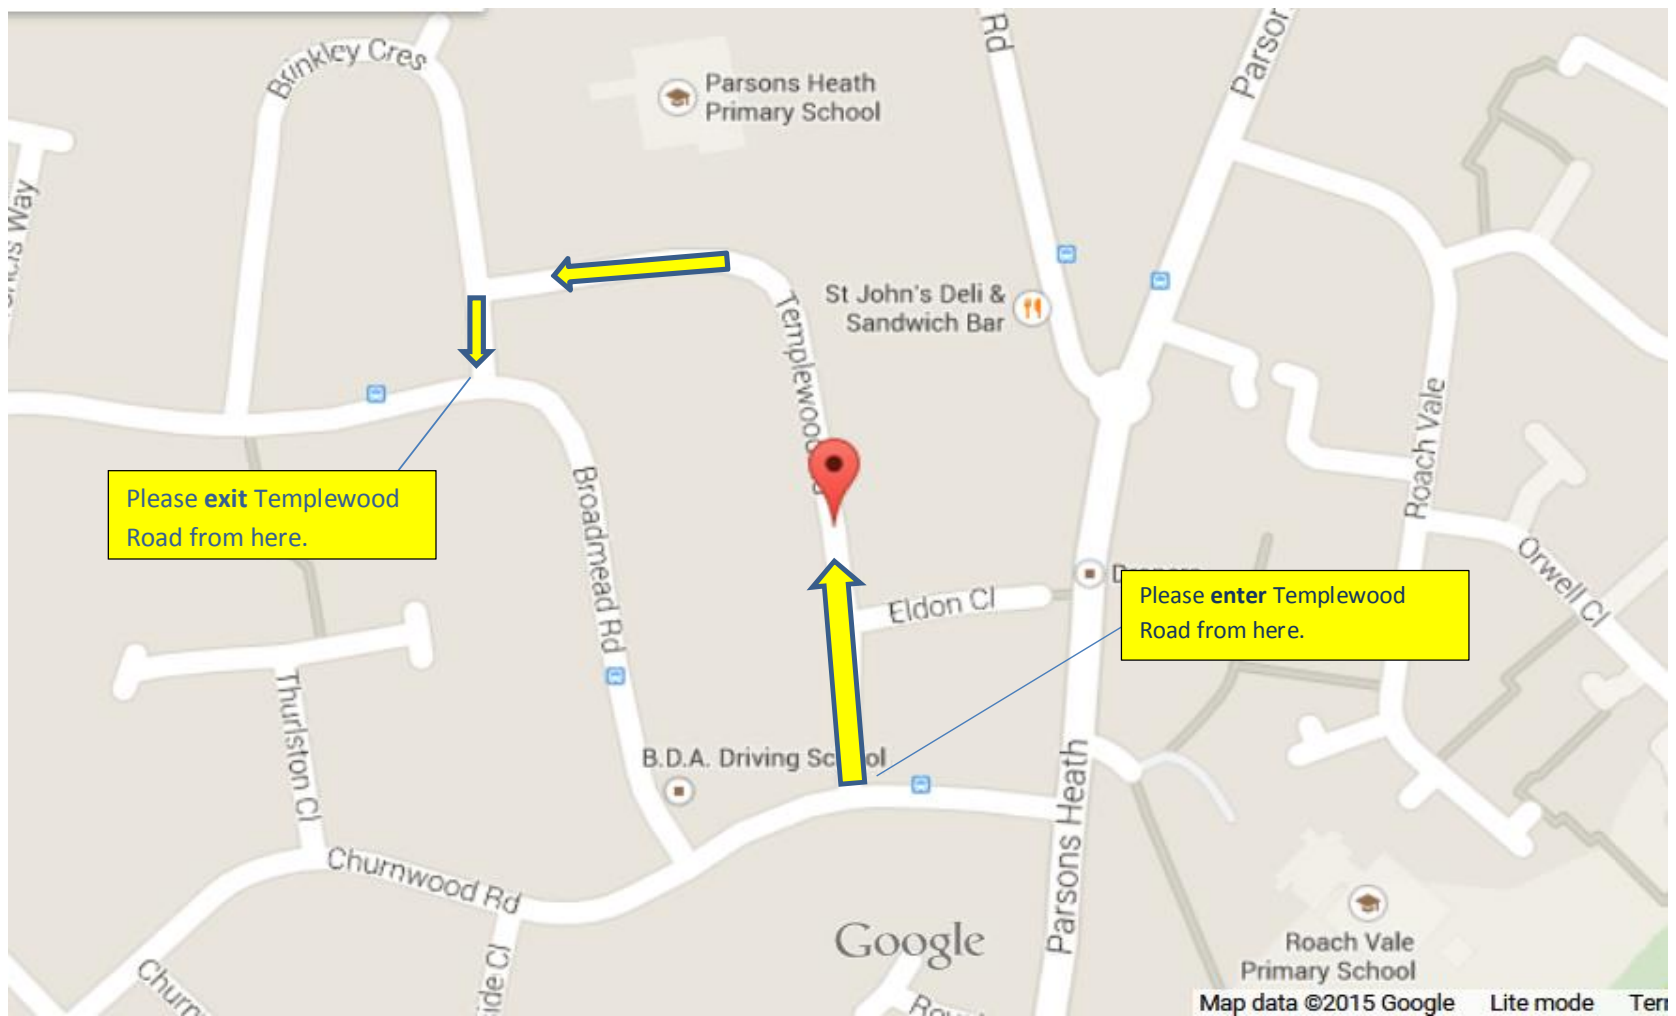 Brinkley Cres
Rd
Parsons Heath
Primary School
Way
St John's Deli &
Sandwich Bar
Templewood
Roach Vale
Please exit Templewood
Road from here.
Broadmead Rd
Eldon Cl
Please enter Templewood
Road from here.
Orwell Cl
Thurlston Cl
B.D.A. Driving School
Parsons Heath
Churnwood Rd
Google
Roach Vale
Primary School
Map data ©2015 Google Lite mode